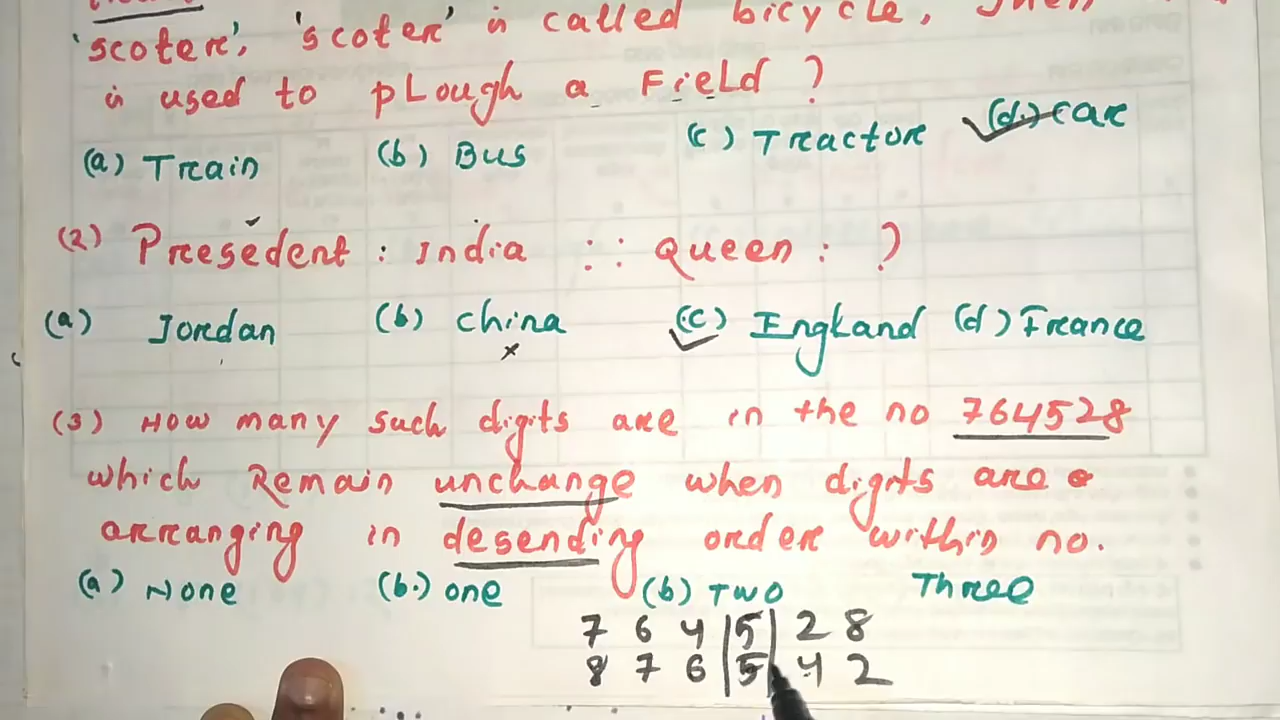 'scoter', 'scoter' is called bicycle,
is used to pLough a FieLd ?
(a) Train (b) Bus (c) Tractor (d.) car
(2) Presedent : India :: Queen : ?
(a) Jordan (b) china (c) Engkand (d) France
(3) How many such digits are in the no 764528
which Remain unchange when digits are
arranging in desending order within no.
(a) None (b.) one (b) Two Three
7 6 4 5 2 8
8 7 6 5 4 2